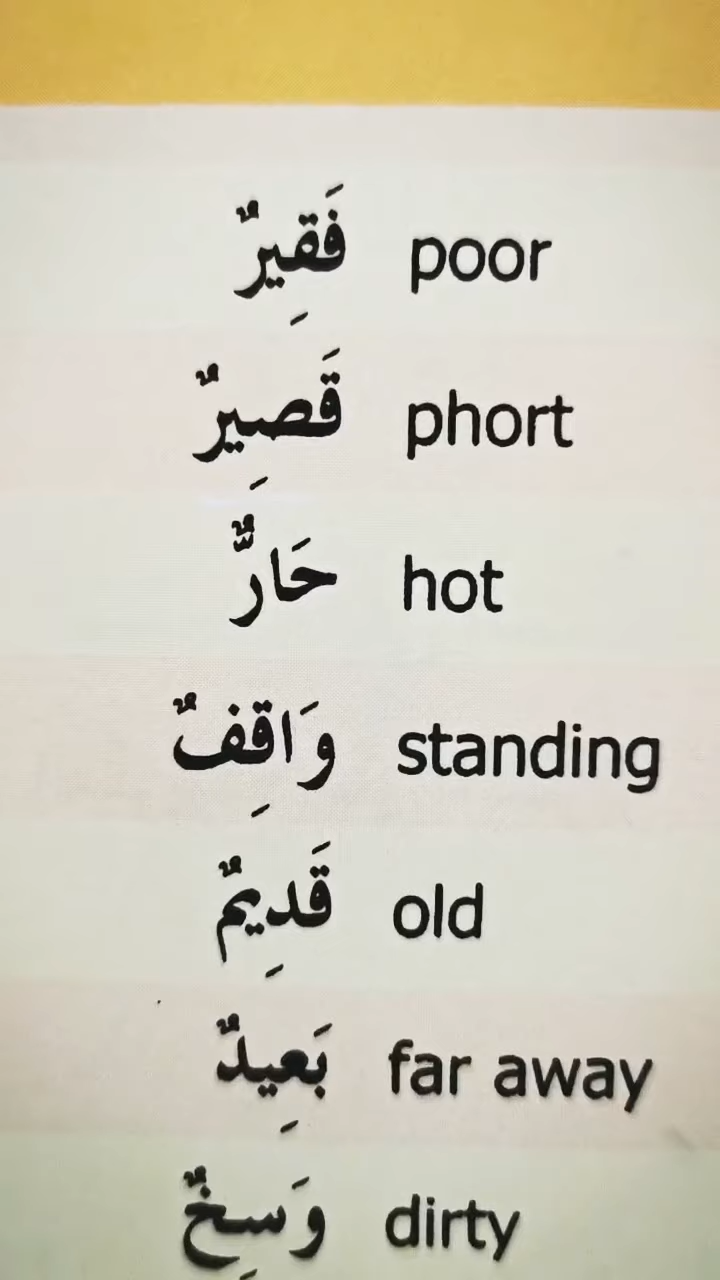 فَقِيرٌ poor
قَصِيرٌ phort
حَارٌّ hot
وَاقِفٌ standing
قَدِيمٌ old
بَعِيدٌ far away
وَسِخٌ dirty